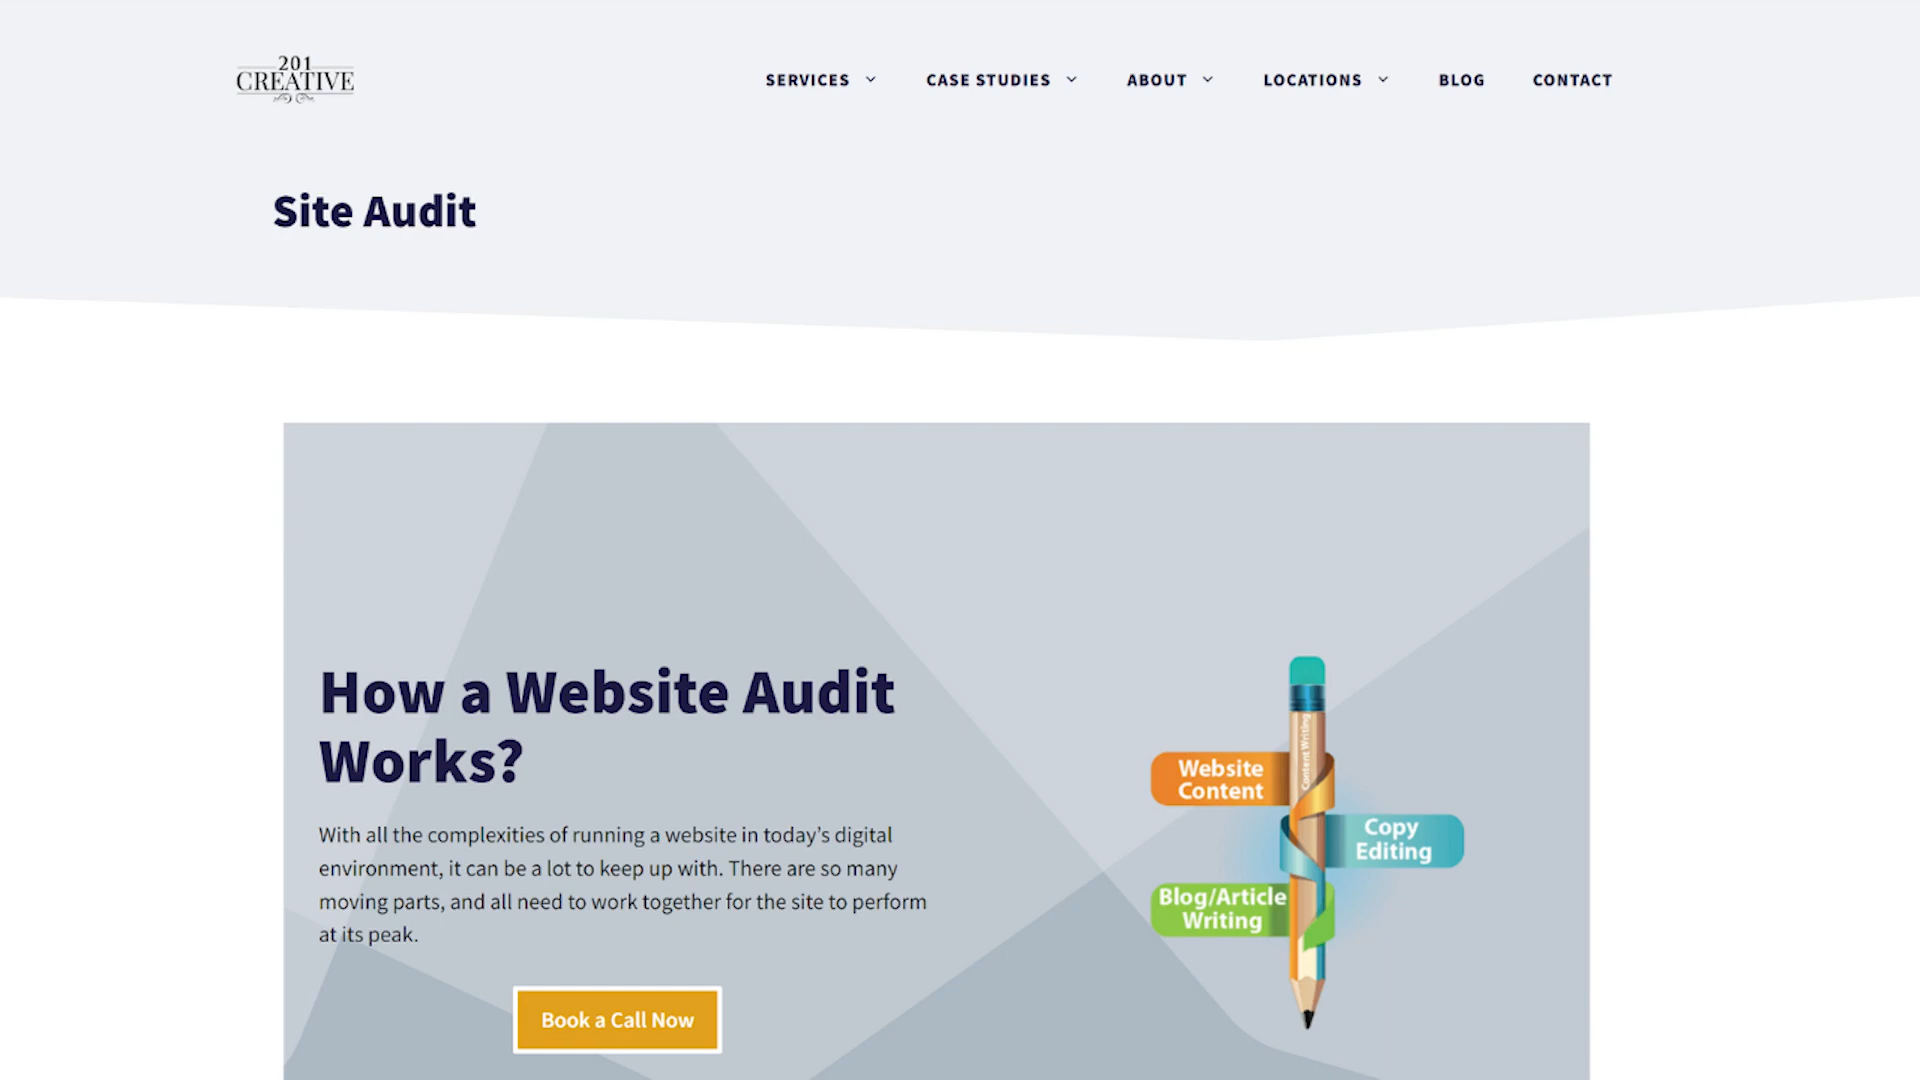 201
CREATIVE
SERVICES CASE STUDIES ABOUT LOCATIONS BLOG CONTACT
Site Audit
How a Website Audit
Works?
With all the complexities of running a website in today’s digital
environment, it can be a lot to keep up with. There are so many
moving parts, and all need to work together for the site to perform
at its peak.
Book a Call Now
Content Writing
Website
Content
Copy
Editing
Blog/Article
Writing